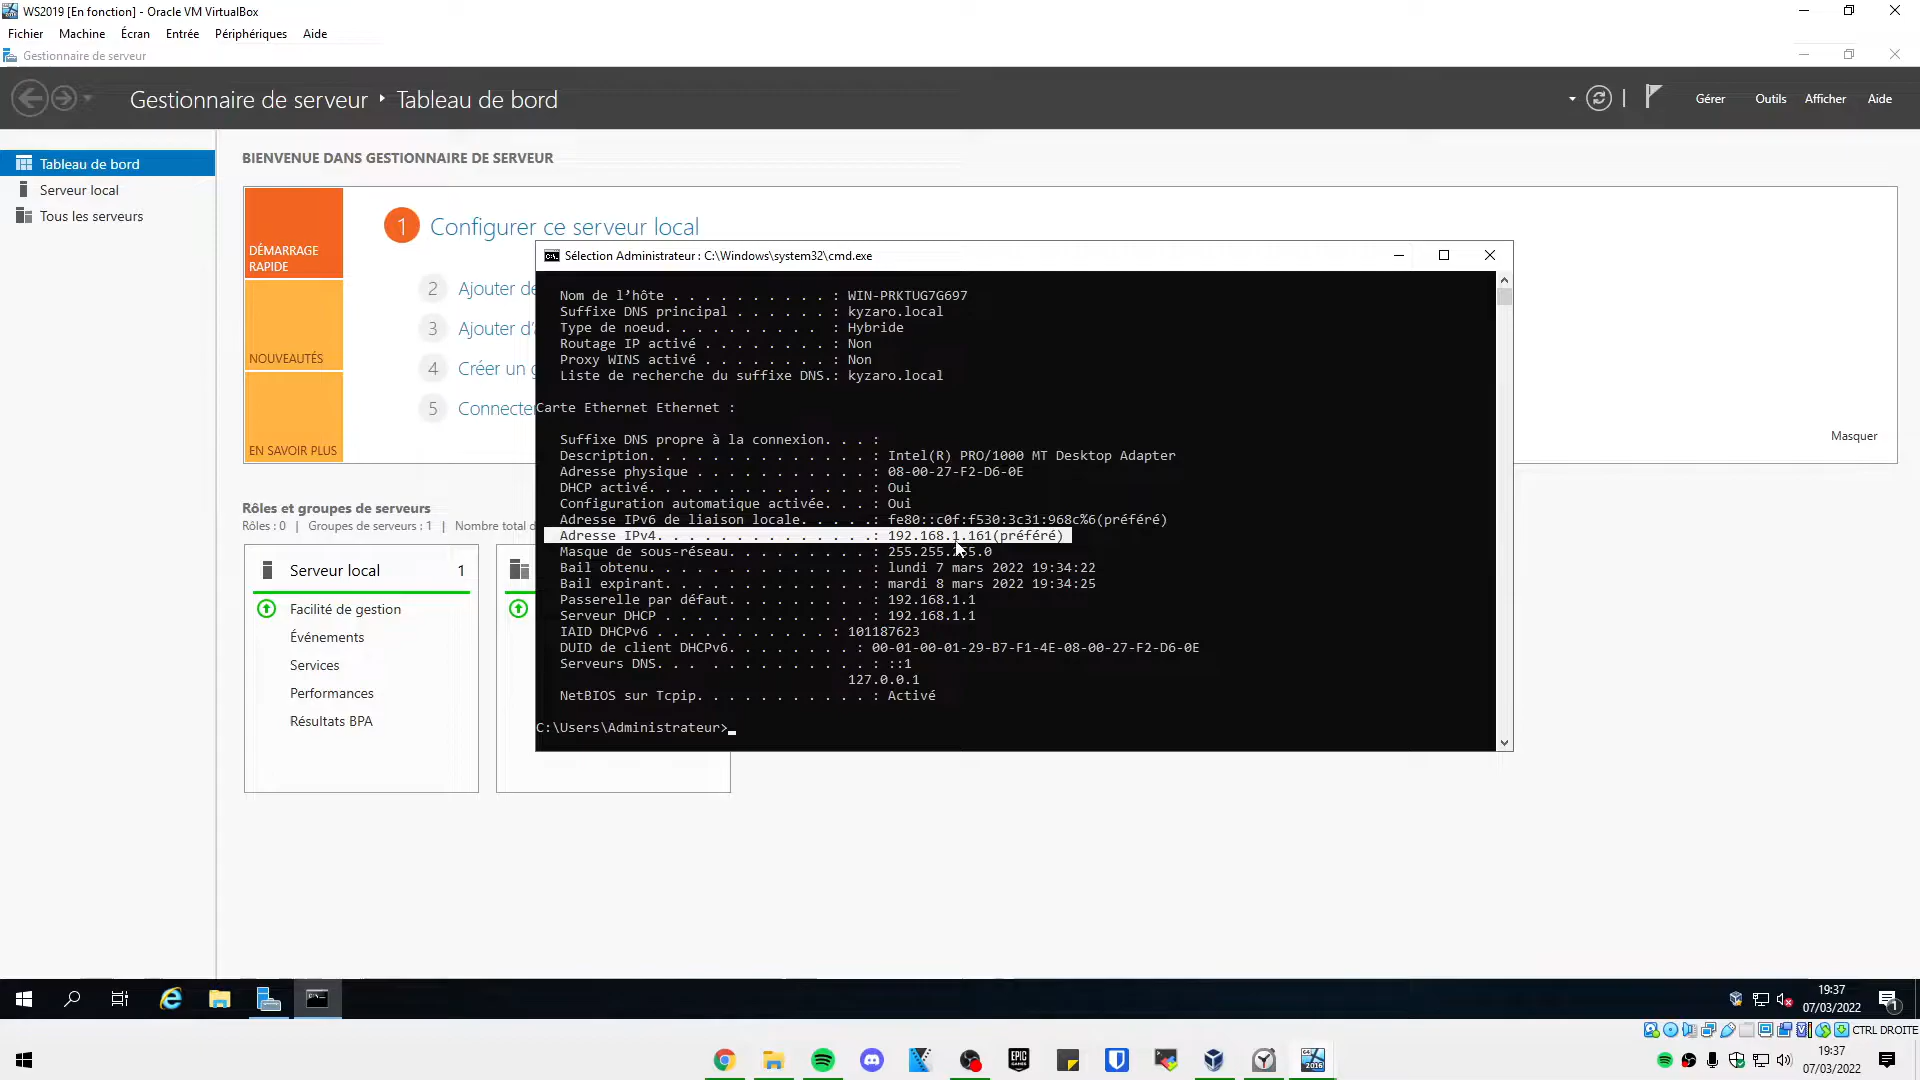 WS2019 [En fonction] - Oracle VM VirtualBox
Fichier Machine Écran Entrée Périphériques Aide
Gestionnaire de serveur
Gestionnaire de serveur ‣ Tableau de bord
Gérer Outils Afficher Aide
Tableau de bord
Serveur local
Tous les serveurs
BIENVENUE DANS GESTIONNAIRE DE SERVEUR
DÉMARRAGE
RAPIDE
NOUVEAUTÉS
EN SAVOIR PLUS
1 Configurer ce serveur local
2 Ajouter de
3 Ajouter d'
4 Créer un g
5 Connecte
Masquer
Sélection Administrateur : C:\Windows\system32\cmd.exe
Nom de l’hôte . . . . . . . . . . : WIN-PRKTUG7G697
Suffixe DNS principal . . . . . . : kyzaro.local
Type de noeud. . . . . . . . . . : Hybride
Routage IP activé . . . . . . . . : Non
Proxy WINS activé . . . . . . . . : Non
Liste de recherche du suffixe DNS.: kyzaro.local
Carte Ethernet Ethernet :
Suffixe DNS propre à la connexion. . . :
Description. . . . . . . . . . . . . . : Intel(R) PRO/1000 MT Desktop Adapter
Adresse physique . . . . . . . . . . . : 08-00-27-F2-D6-0E
DHCP activé. . . . . . . . . . . . . . : Oui
Configuration automatique activée. . . : Oui
Adresse IPv6 de liaison locale. . . . .: fe80::c0f:f530:3c31:968c%6(préféré)
Adresse IPv4. . . . . . . . . . . . . .: 192.168.1.161(préféré)
Masque de sous-réseau. . . . . . . . . : 255.255.255.0
Bail obtenu. . . . . . . . . . . . . . : lundi 7 mars 2022 19:34:22
Bail expirant. . . . . . . . . . . . . : mardi 8 mars 2022 19:34:25
Passerelle par défaut. . . . . . . . . : 192.168.1.1
Serveur DHCP . . . . . . . . . . . . . : 192.168.1.1
IAID DHCPv6 . . . . . . . . . . . : 101187623
DUID de client DHCPv6. . . . . . . . : 00-01-00-01-29-B7-F1-4E-08-00-27-F2-D6-0E
Serveurs DNS. . . . . . . . . . . . . : ::1
127.0.0.1
NetBIOS sur Tcpip. . . . . . . . . . . : Activé
C:\Users\Administrateur>
Rôles et groupes de serveurs
Rôles : 0 | Groupes de serveurs : 1 | Nombre total d
Serveur local 1
Facilité de gestion
Événements
Services
Performances
Résultats BPA
19:37
07/03/2022
1
CTRL DROITE
EPIC
GAMES
2016
19:37
07/03/2022